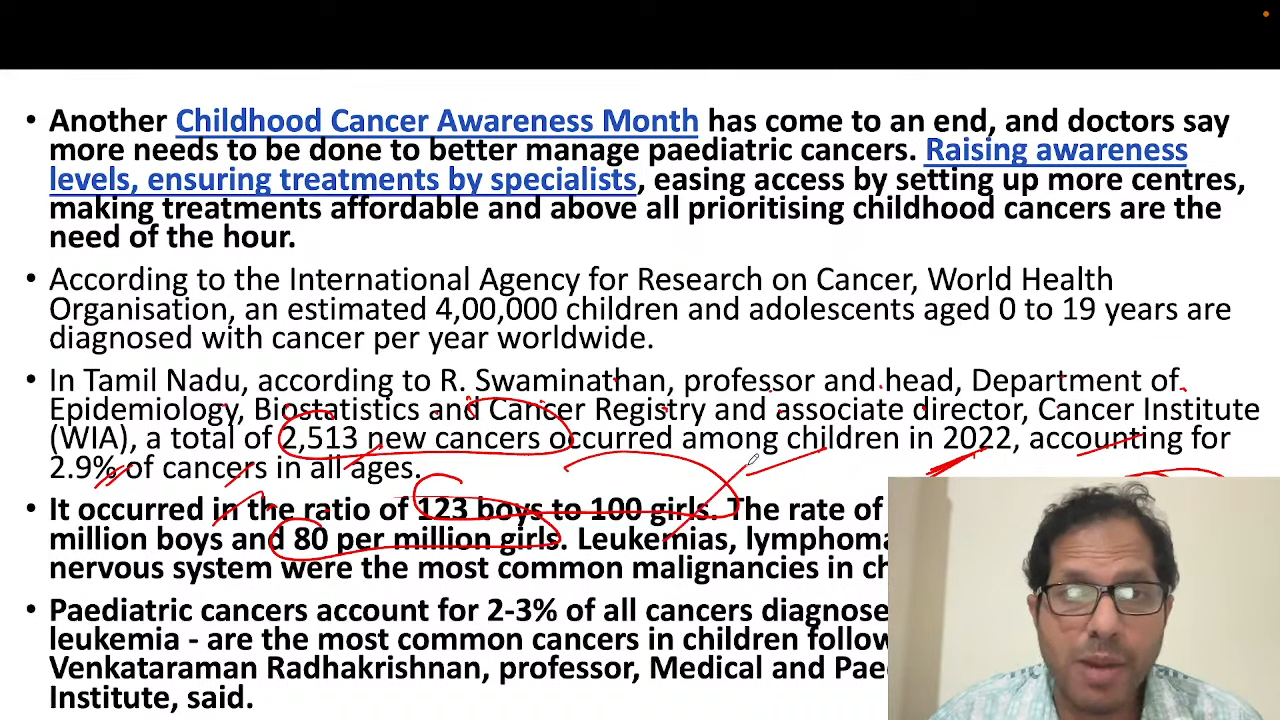 • Another Childhood Cancer Awareness Month has come to an end, and doctors say
more needs to be done to better manage paediatric cancers. Raising awareness
levels, ensuring treatments by specialists, easing access by setting up more centres,
making treatments affordable and above all prioritising childhood cancers are the
need of the hour.
• According to the International Agency for Research on Cancer, World Health
Organisation, an estimated 4,00,000 children and adolescents aged 0 to 19 years are
diagnosed with cancer per year worldwide.
• In Tamil Nadu, according to R. Swaminathan, professor and head, Department of
Epidemiology, Biostatistics and Cancer Registry and associate director, Cancer Institute
(WIA), a total of 2,513 new cancers occurred among children in 2022, accounting for
2.9% of cancers in all ages.
• It occurred in the ratio of 123 boys to 100 girls. The rate of
million boys and 80 per million girls. Leukemias,
nervous system were the most common malignancies in
• Paediatric cancers account for 2-3% of all cancers
leukemia - are the most common cancers in children
Venkataraman Radhakrishnan, professor, Medical and
Institute, said.